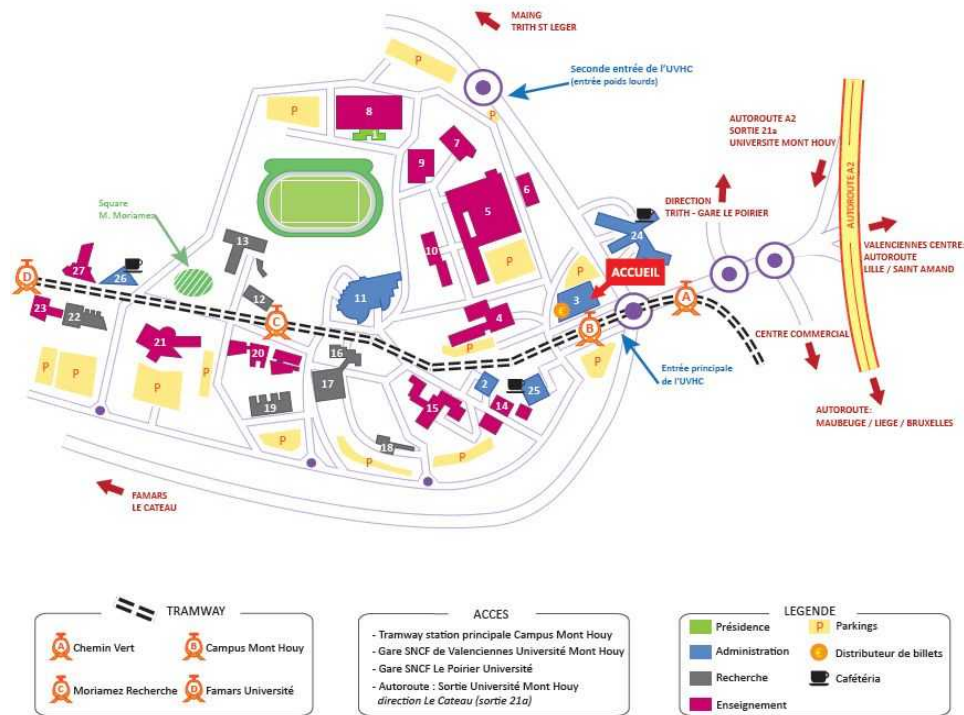 MAING
TRITH ST LEGER
P
Seconde entrée de l'UVHC
(entrée poids lourds)
P
8
P
7
9
AUTOROUTE A2
SORTIE 21a
UNIVERSITE MONT HOUY
AUTOROUTE A2
6
5
DIRECTION
TRITH - GARE LE POIRIER
Square
M. Moriamez
24
13
10
P
VALENCIENNES CENTRE
AUTOROUTE
LILLE / SAINT AMAND
P
ACCUEIL
D
27
26
11
3
A
12
€
23
22
C
4
B
21
20
16
P
CENTRE COMMERCIAL
P
P
P
P
17
2
25
Entrée principale
de l'UVHC
19
15
14
AUTOROUTE:
MAUBEUGE / LIEGE / BRUXELLES
P
18
P
P
FAMARS
LE CATEAU
TRAMWAY
A Chemin Vert
B Campus Mont Houy
C Moriamez Recherche
D Famars Université
ACCES
- Tramway station principale Campus Mont Houy
- Gare SNCF de Valenciennes Université Mont Houy
- Gare SNCF Le Poirier Université
- Autoroute : Sortie Université Mont Houy
direction Le Cateau (sortie 21a)
LEGENDE
Présidence
P Parkings
Administration
€ Distributeur de billets
Recherche
Cafétéria
Enseignement